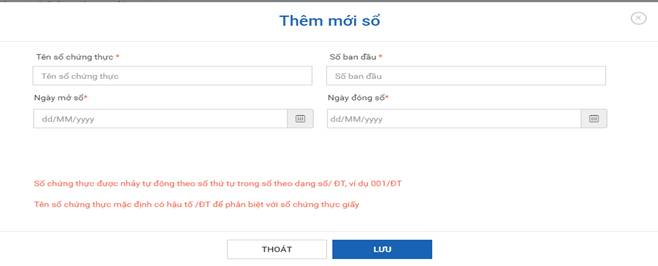 Thêm mới sổ
Tên sổ chứng thực *
Số ban đầu *
Tên sổ chứng thực
Số ban đầu
Ngày mở sổ*
Ngày đóng sổ*
dd/MM/yyyy
dd/MM/yyyy
Số chứng thực được nhảy tự động theo số thứ tự trong sổ theo dạng số/ ĐT, ví dụ 001/ĐT
Tên sổ chứng thực mặc định có hậu tố /ĐT để phân biệt với sổ chứng thực giấy
THOÁT
LƯU